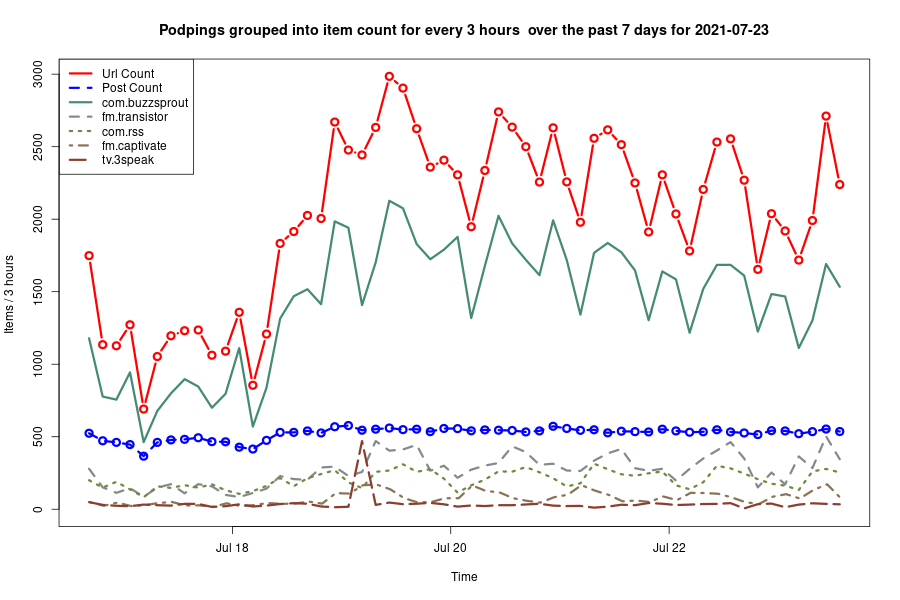 Podpings grouped into item count for every 3 hours  over the past 7 days for 2021-07-23
Url Count
Post Count
com.buzzsprout
fm.transistor
com.rss
fm.captivate
tv.3speak
Items / 3 hours
3000
2500
2000
1500
1000
500
0
Jul 18
Jul 20
Jul 22
Time